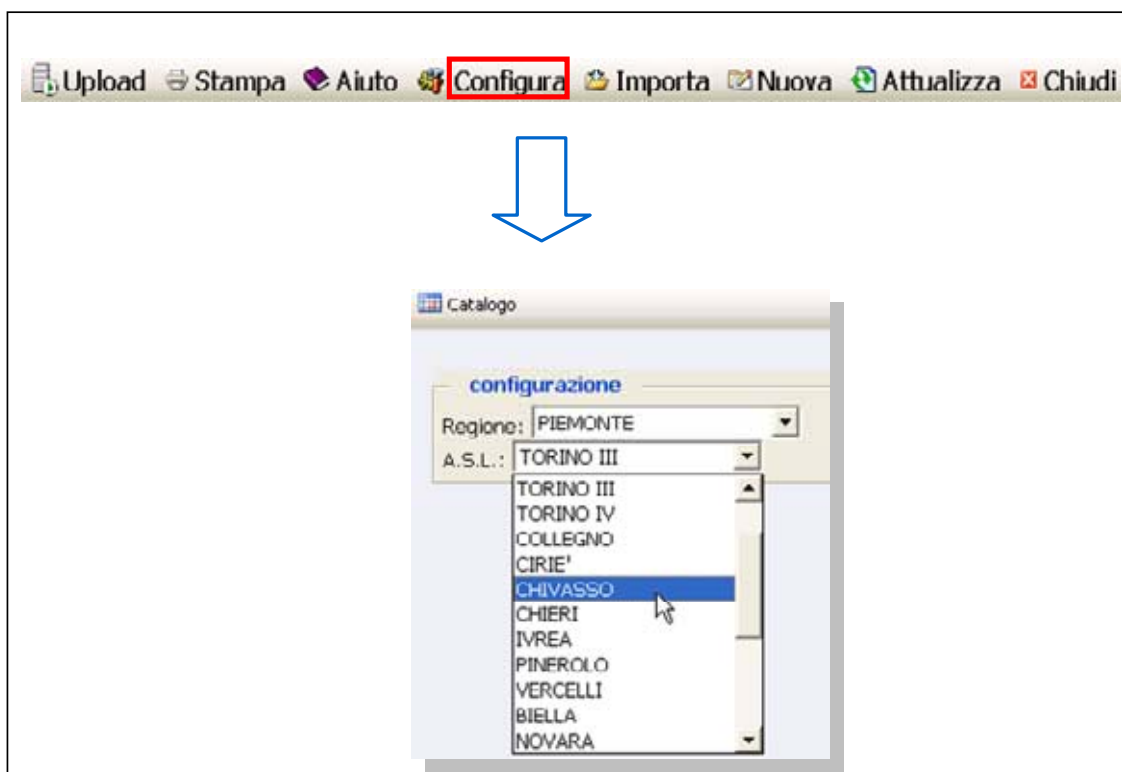 Upload Stampa Aiuto Configura Importa Nuova Attualizza Chiudi
Catalogo
configurazione
Regione: PIEMONTE
A.S.L.: TORINO III
TORINO III
TORINO IV
COLLEGNO
CIRIE'
CHIVASSO
CHIERI
IVREA
PINEROLO
VERCELLI
BIELLA
NOVARA